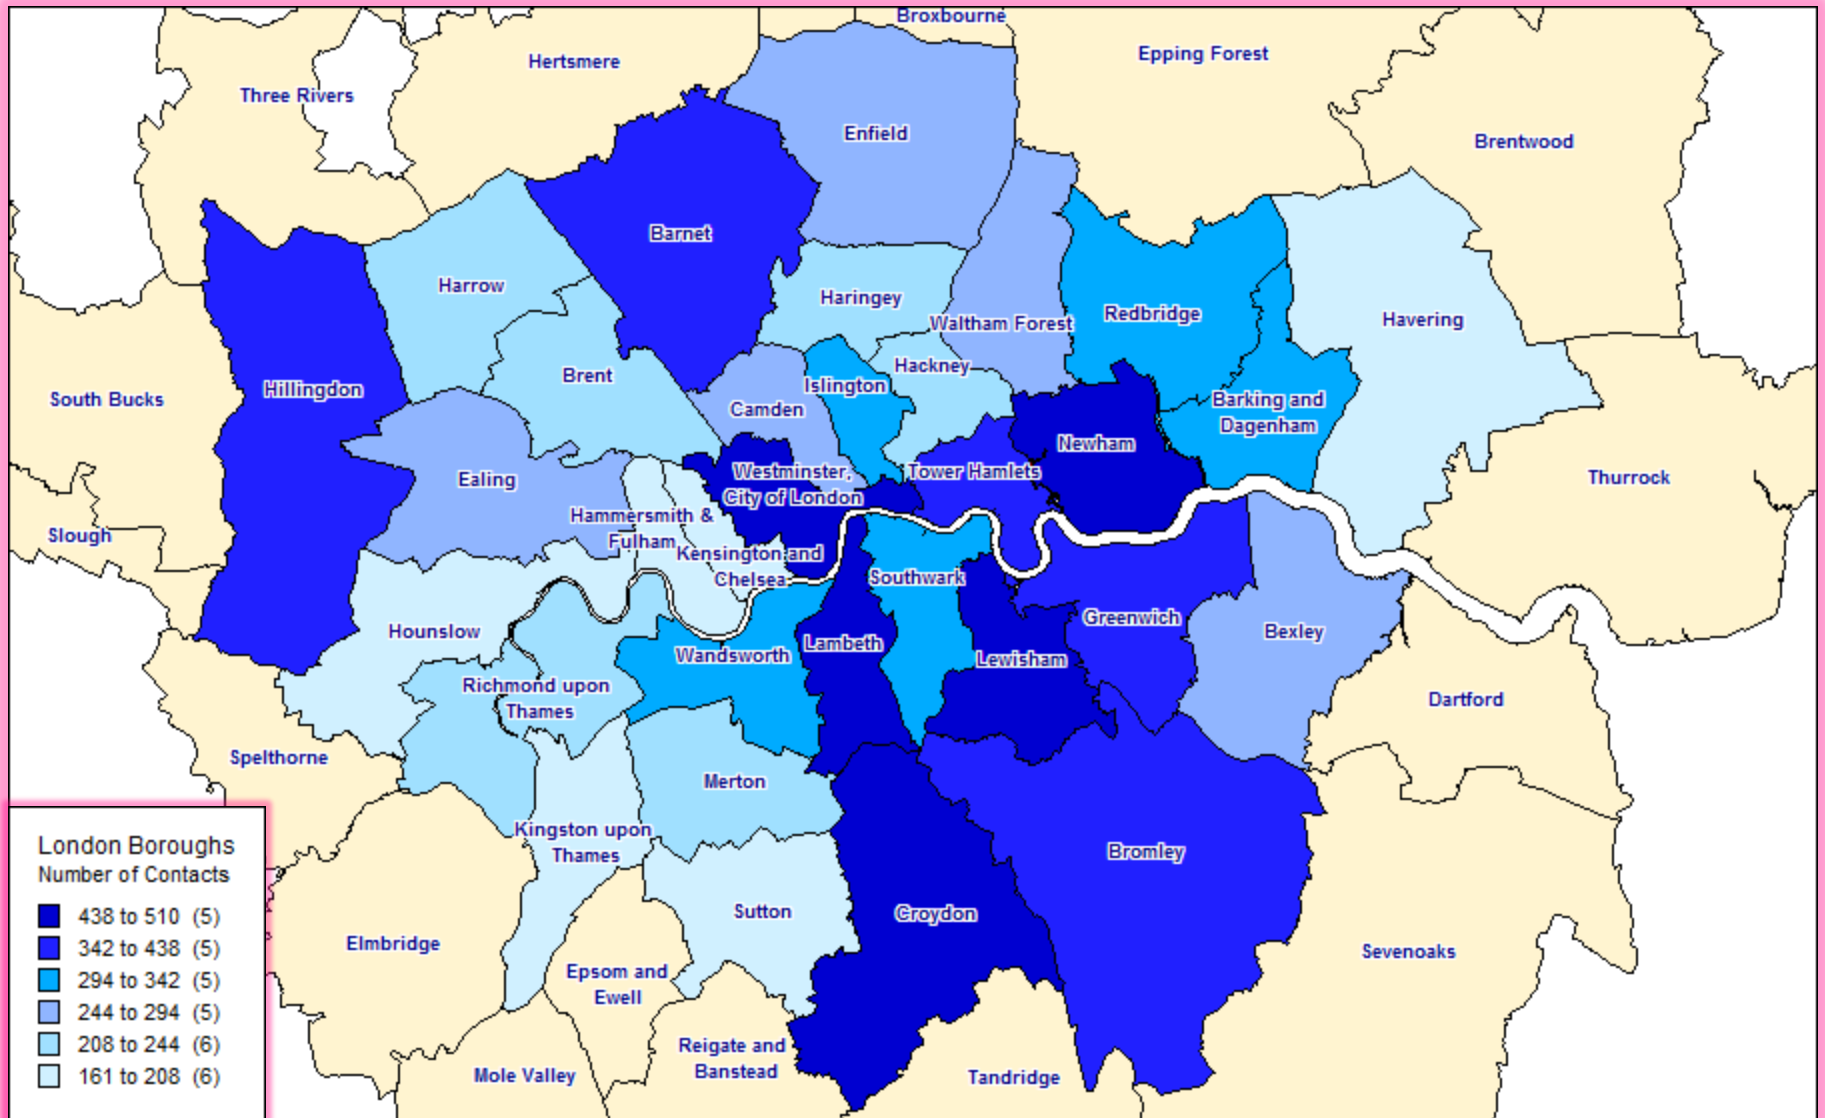 Broxbourne
Hertsmere
Epping Forest
Three Rivers
Enfield
Brentwood
Barnet
Harrow
Haringey
Waltham Forest
Redbridge
Havering
Hackney
Brent
Islington
Hillingdon
South Bucks
Camden
Barking and
Dagenham
Newham
Westminster,
City of London
Tower Hamlets
Ealing
Thurrock
Hammersmith &
Fulham
Slough
Kensington and
Chelsea
Southwark
Greenwich
Hounslow
Bexley
Lambeth
Wandsworth
Lewisham
Richmond upon
Thames
Dartford
Spelthorne
Merton
Kingston upon
Thames
Bromley
Sutton
Croydon
Elmbridge
Sevenoaks
Epsom and
Ewell
Reigate and
Banstead
Mole Valley
Tandridge
London Boroughs
Number of Contacts
438 to 510 (5)
342 to 438 (5)
294 to 342 (5)
244 to 294 (5)
208 to 244 (6)
161 to 208 (6)